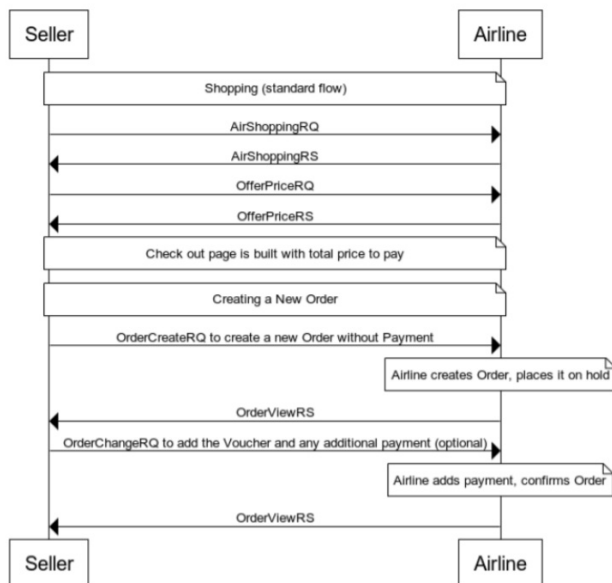 Seller Airline
Shopping (standard flow)
AirShoppingRQ
AirShoppingRS
OfferPriceRQ
OfferPriceRS
Check out page is built with total price to pay
Creating a New Order
OrderCreateRQ to create a new Order without Payment
Airline creates Order, places it on hold
OrderViewRS
OrderChangeRQ to add the Voucher and any additional payment (optional)
Airline adds payment, confirms Order
OrderViewRS
Seller Airline